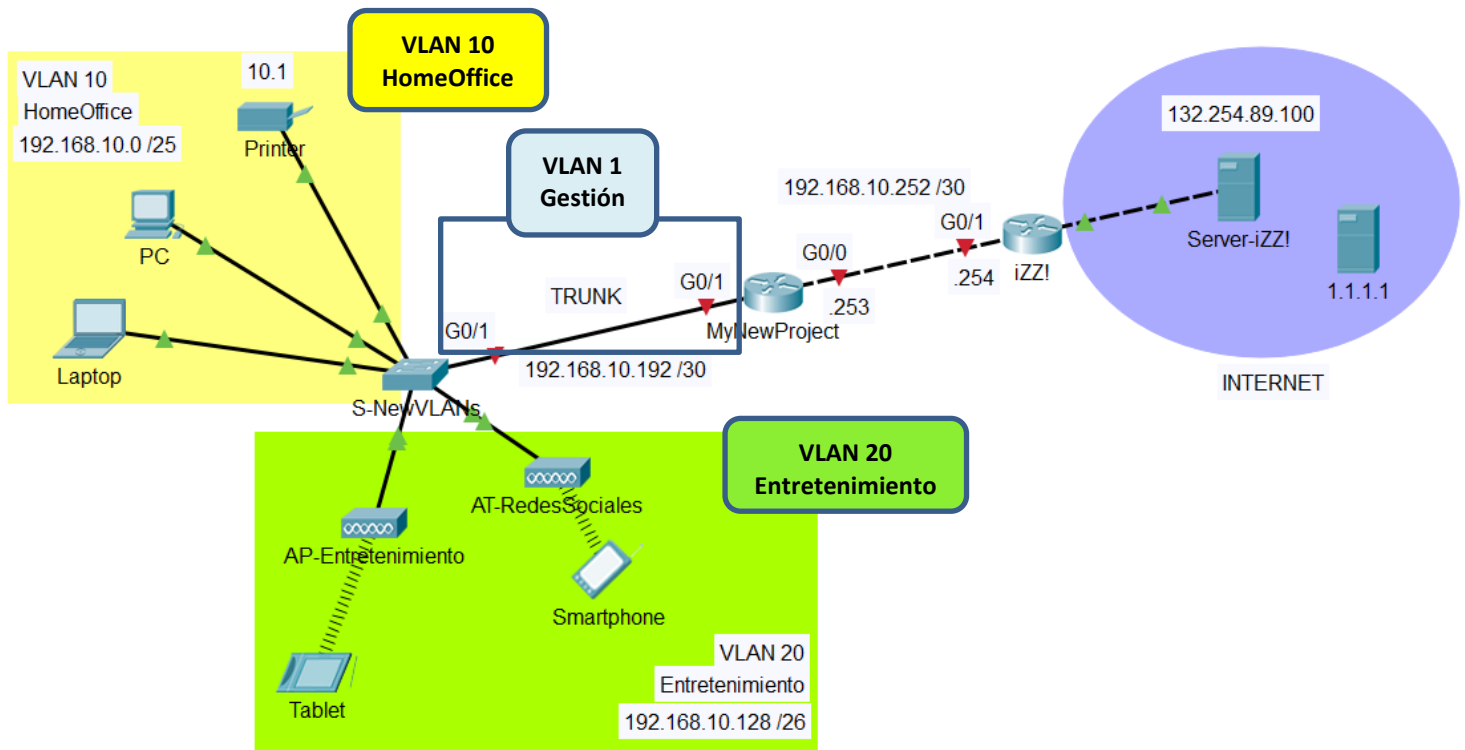 VLAN 10
HomeOffice
VLAN 10
HomeOffice
192.168.10.0 /25
10.1
Printer
PC
Laptop
VLAN 1
Gestión
TRUNK
G0/1
G0/1
192.168.10.192 /30
S-NewVLANs
MyNewProject
G0/0
.253
192.168.10.252 /30
G0/1
.254
iZZ!
132.254.89.100
Server-iZZ!
1.1.1.1
INTERNET
VLAN 20
Entretenimiento
AT-RedesSociales
AP-Entretenimiento
Smartphone
Tablet
VLAN 20
Entretenimiento
192.168.10.128 /26